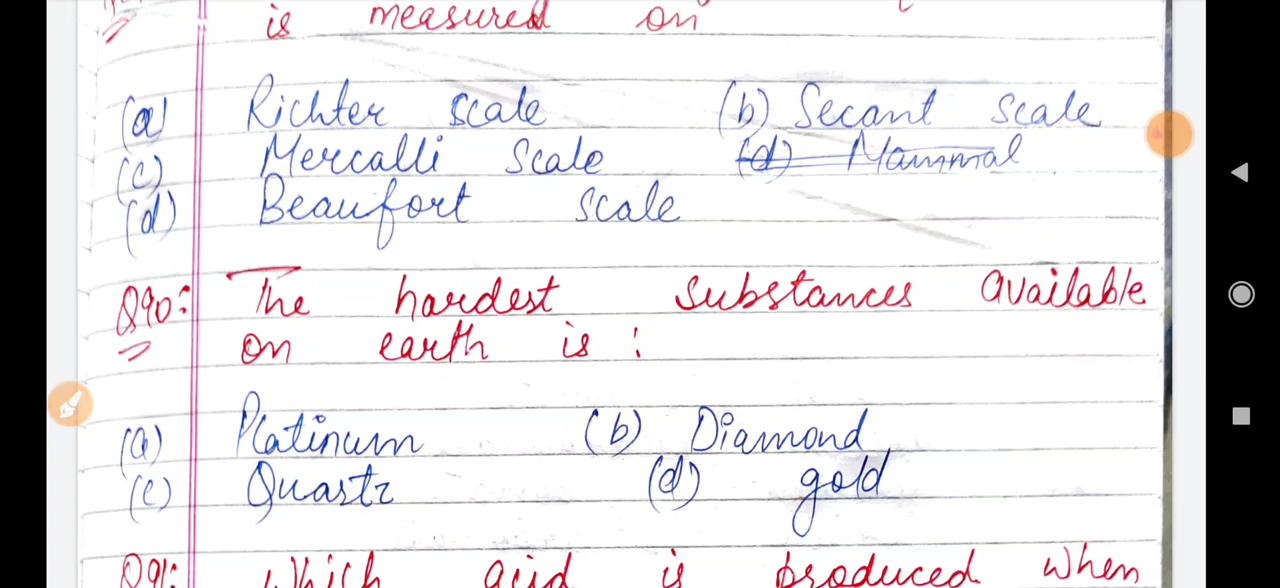 is measured on
(a) Richter scale (b) Secant scale
(c) Mercalli Scale (d) Mammal
(d) Beaufort scale
Q90: The hardest substances available
on earth is :
(a) Platinum (b) Diamond
(c) Quartz (d) gold
Q91: Which acid is produced when